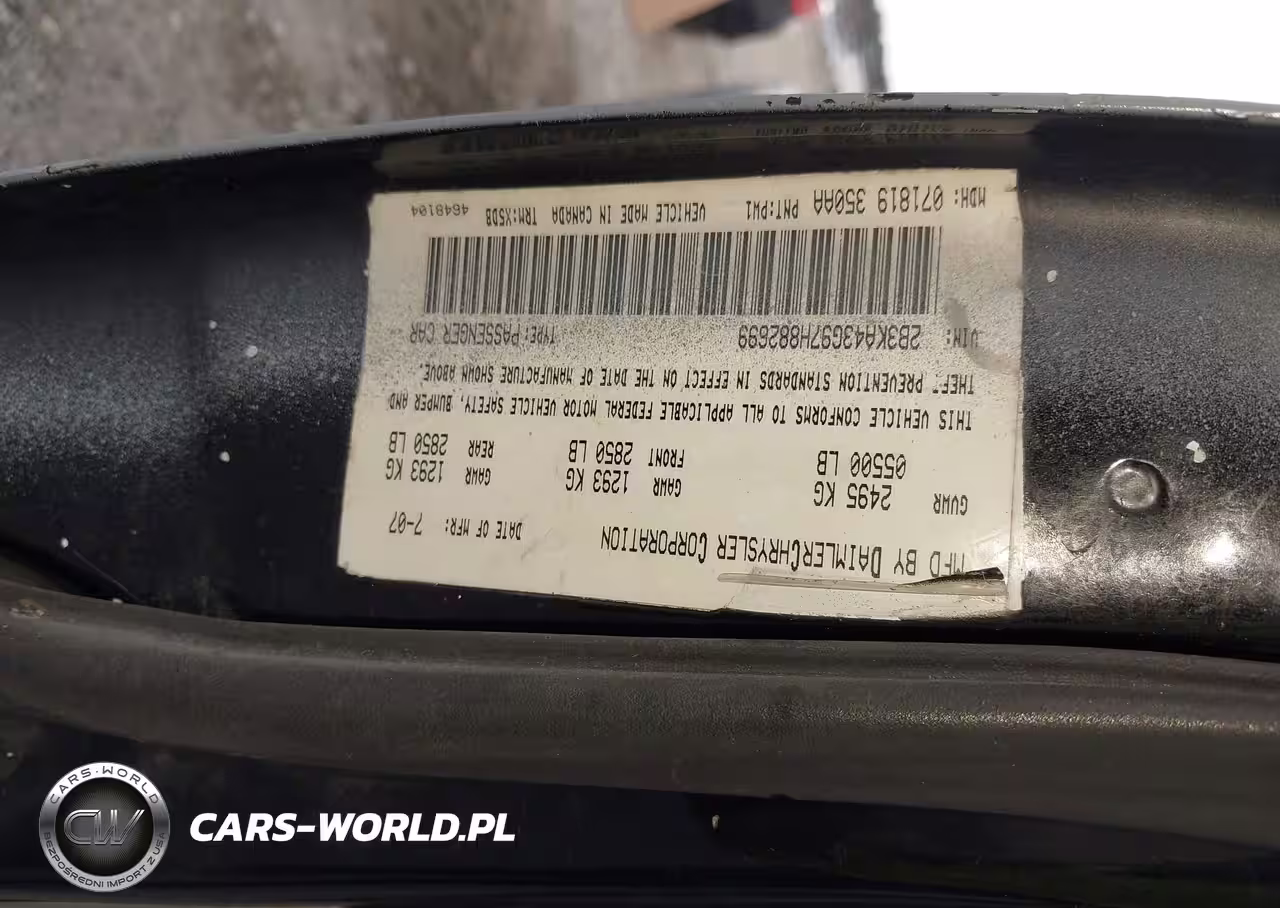 MFD BY DAIMLERCHRYSLER CORPORATION DATE OF MFR: 7-07
GVWR 2495 KG GAWR 1293 KG GAWR 1293 KG
05500 LB FRONT 2850 LB REAR 2850 LB
THIS VEHICLE CONFORMS TO ALL APPLICABLE FEDERAL MOTOR VEHICLE SAFETY, BUMPER AND
THEFT PREVENTION STANDARDS IN EFFECT ON THE DATE OF MANUFACTURE SHOWN ABOVE.
VIN: 2B3KA43G97H882699 TYPE: PASSENGER CAR
MDH: 071819 350AA PNT:PW1 VEHICLE MADE IN CANADA TRM:X5DB 4648104
CARS-WORLD
CW
BEZPOŚREDNI IMPORT Z USA
CARS-WORLD.PL